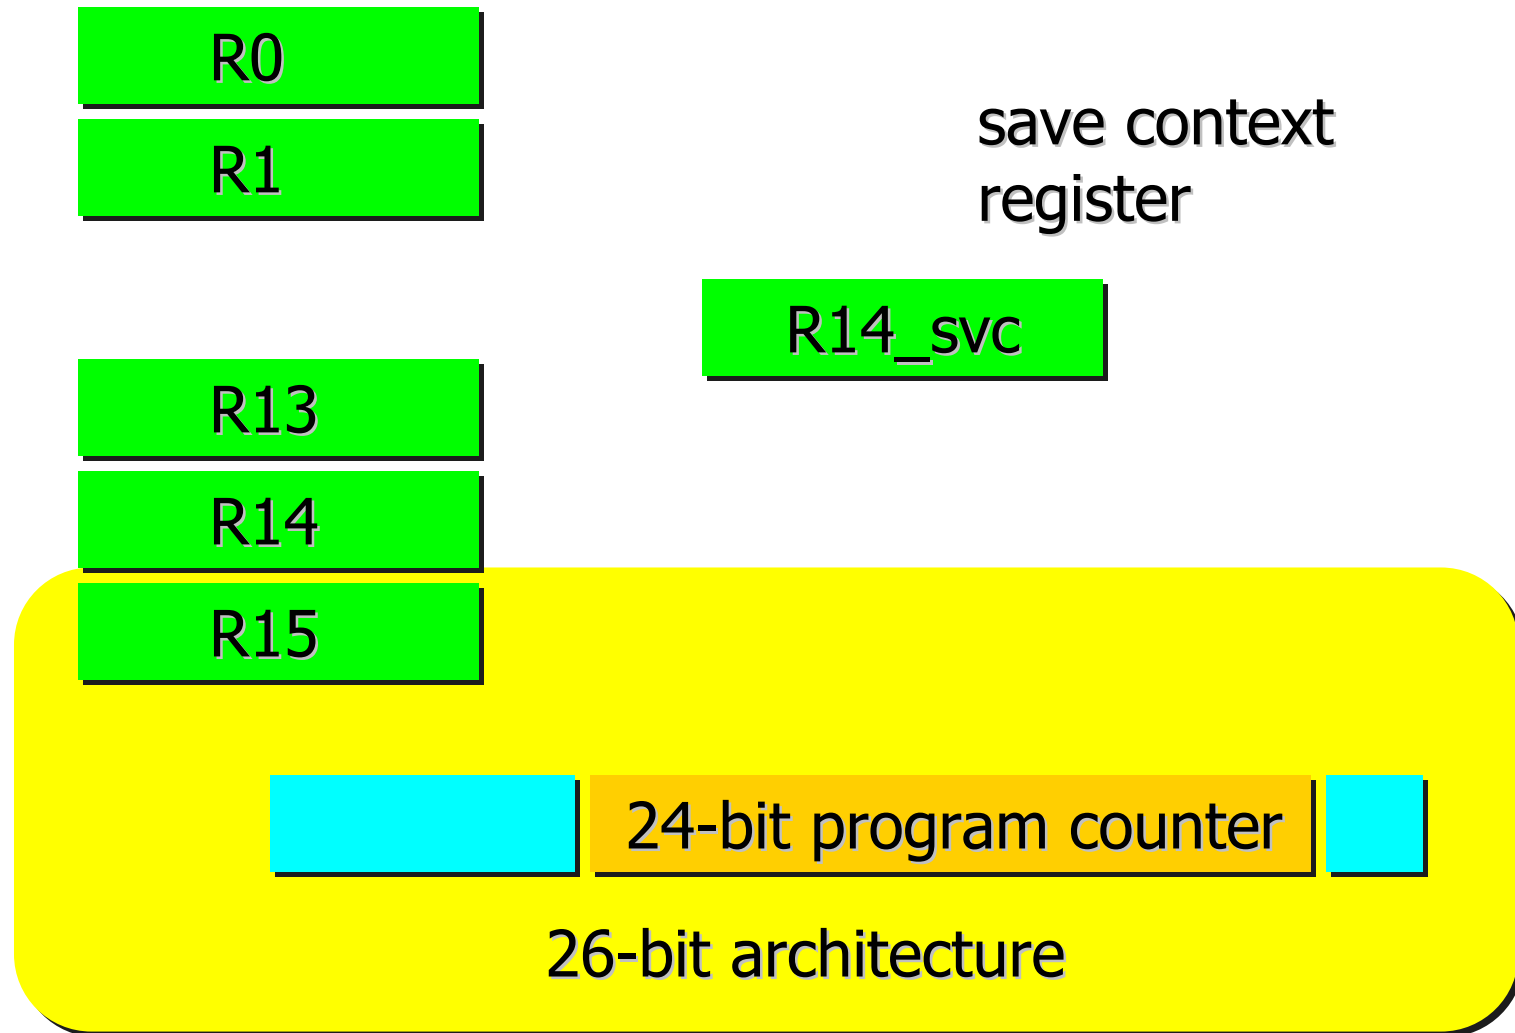 R0
R1
save context
register
R14_svc
R13
R14
R15
24-bit program counter
26-bit architecture